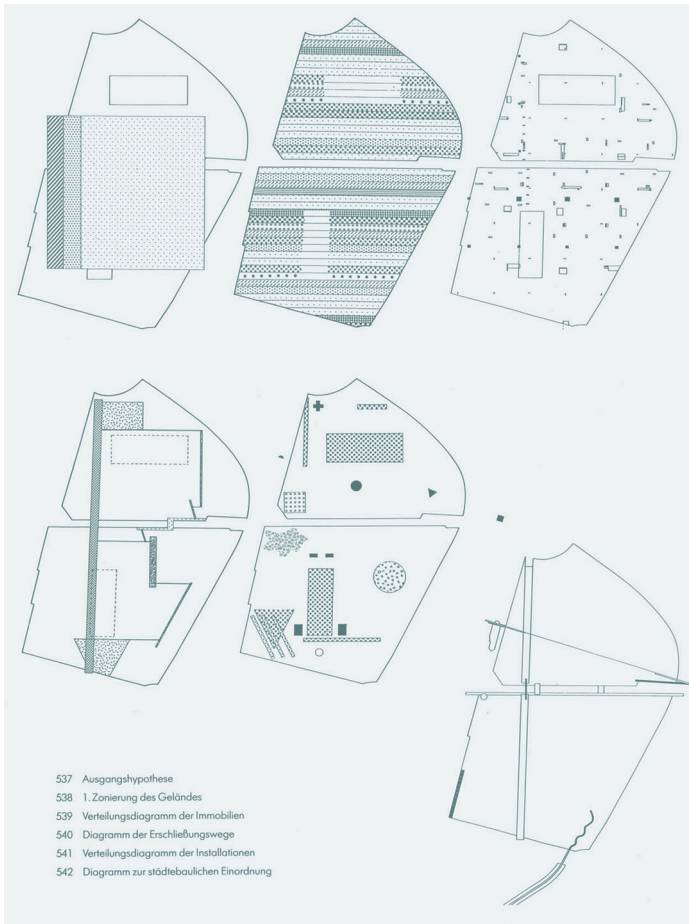 537 Ausgangshypothese
538 1. Zonierung des Geländes
539 Verteilungsdiagramm der Immobilien
540 Diagramm der Erschließungswege
541 Verteilungsdiagramm der Installationen
542 Diagramm zur städtebaulichen Einordnung